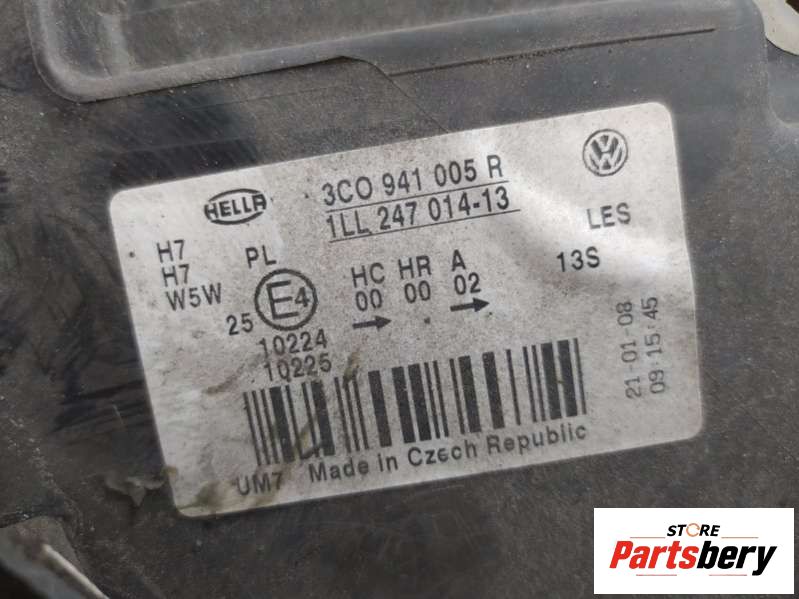 HELLA
3C0 941 005 R
1LL 247 014-13
LES
H7
H7
W5W
PL
HC HR A
00 00 02
13S
25 E4
10224
10225
21-01-08
09:15:45
UM7 Made in Czech Republic
STORE
Partsbery